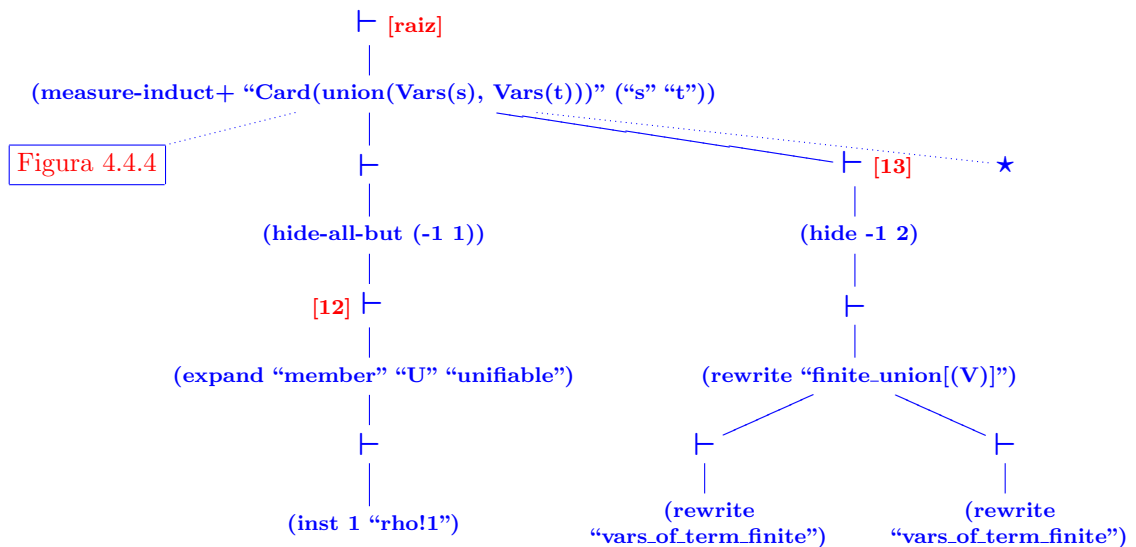 ⊢ [raiz]
(measure-induct+ “Card(union(Vars(s), Vars(t)))” (“s” “t”))
Figura 4.4.4 ⊢ ⊢ [13] ⋆
(hide-all-but (-1 1)) (hide -1 2)
[12] ⊢ ⊢
(expand “member” “U” “unifiable”) (rewrite “finite_union[(V)]”)
⊢ ⊢ ⊢
(inst 1 “rho!1”)
(rewrite
“vars_of_term_finite”)
(rewrite
“vars_of_term_finite”)